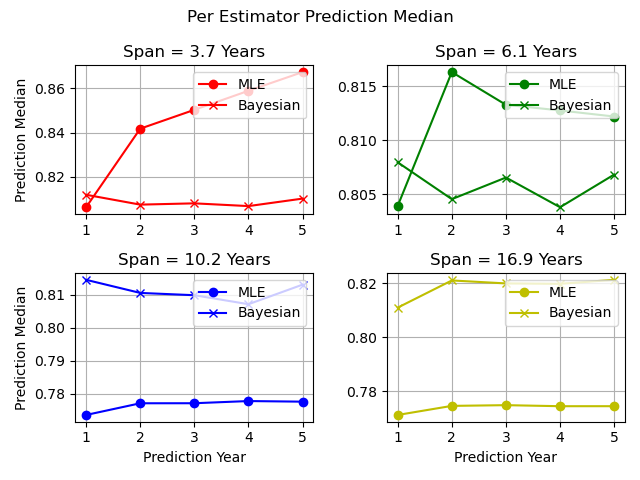 Per Estimator Prediction Median
Span = 3.7 Years
Prediction Median
0.86
0.84
0.82
MLE
Bayesian
1 2 3 4 5
Span = 6.1 Years
0.815
0.810
0.805
MLE
Bayesian
1 2 3 4 5
Span = 10.2 Years
Prediction Median
0.81
0.80
0.79
0.78
MLE
Bayesian
1 2 3 4 5
Prediction Year
Span = 16.9 Years
0.82
0.80
0.78
MLE
Bayesian
1 2 3 4 5
Prediction Year